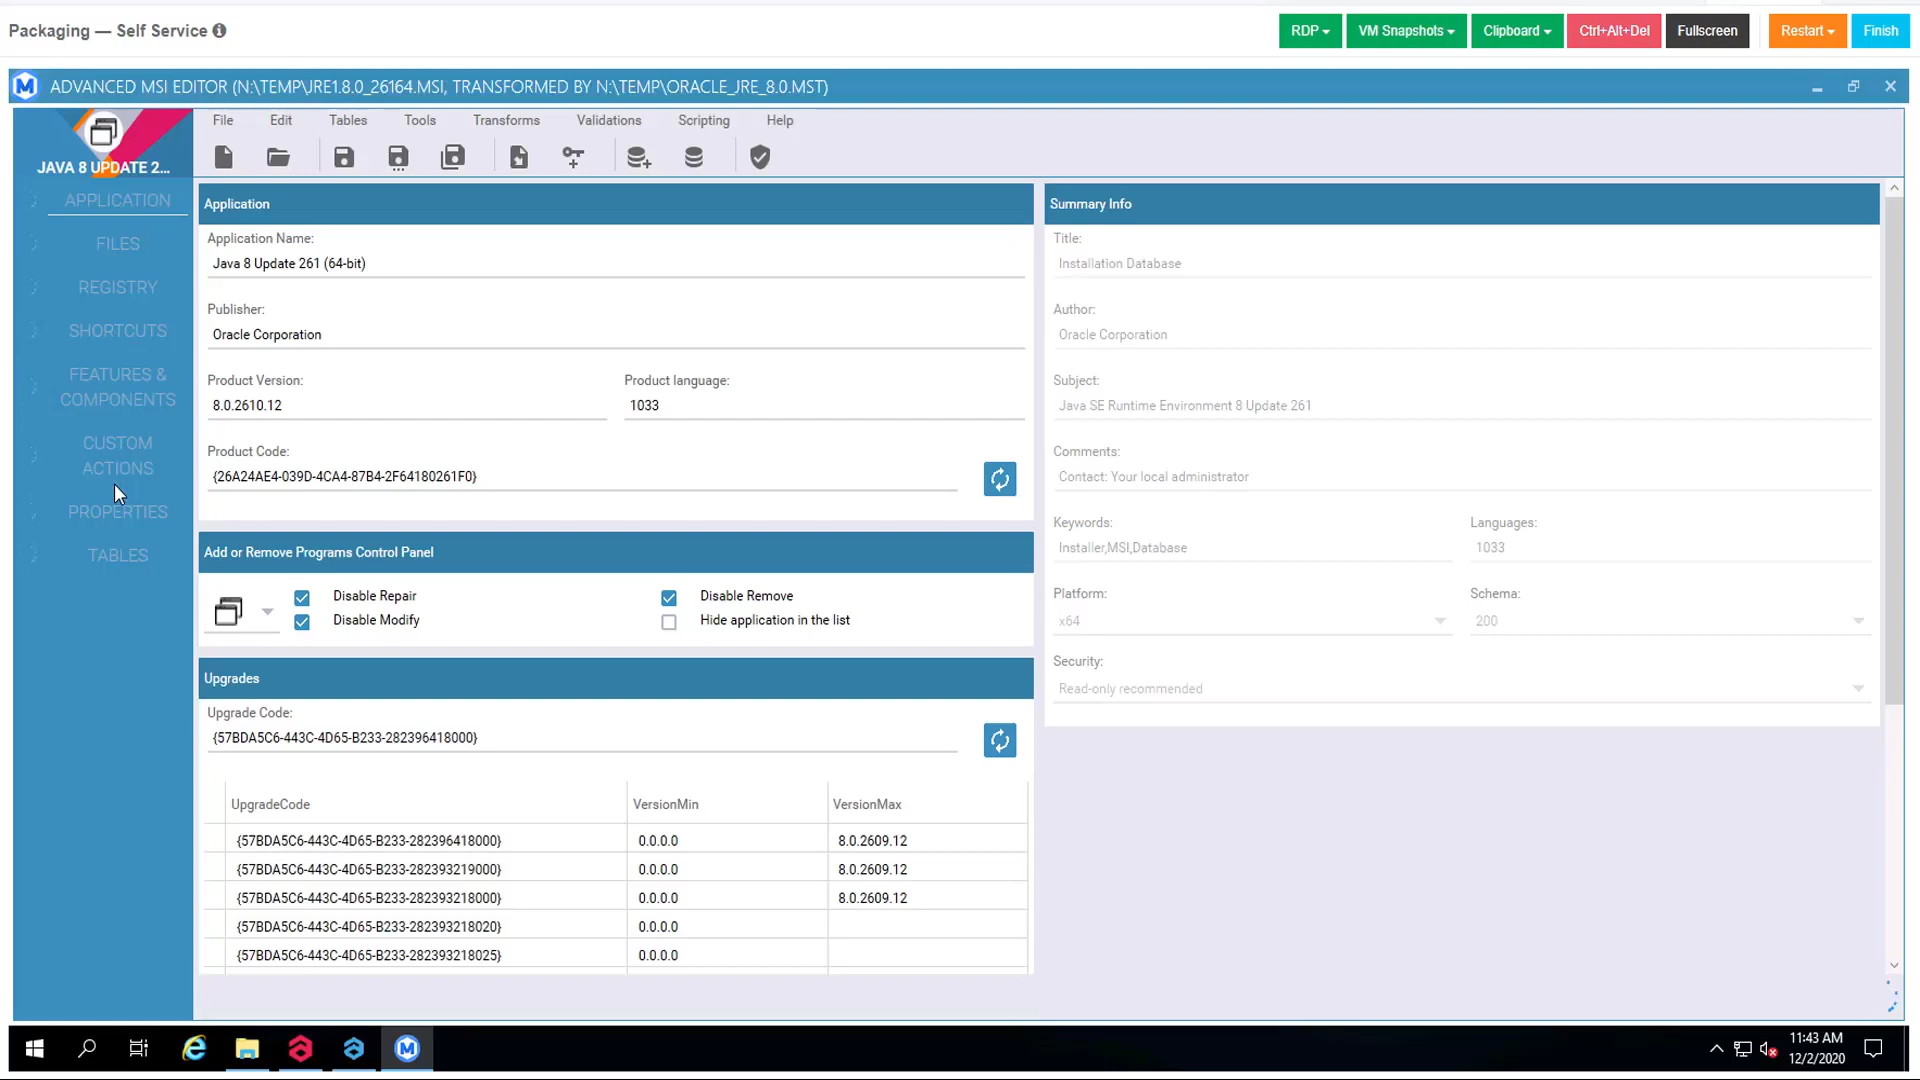 Packaging — Self Service
RDP
VM Snapshots
Clipboard
Ctrl+Alt+Del
Fullscreen
Restart
Finish
M
ADVANCED MSI EDITOR (N:\TEMP\JRE1.8.0_26164.MSI, TRANSFORMED BY N:\TEMP\ORACLE_JRE_8.0.MST)
JAVA 8 UPDATE 2...
File Edit Tables Tools Transforms Validations Scripting Help
APPLICATION
FILES
REGISTRY
SHORTCUTS
FEATURES &
COMPONENTS
CUSTOM
ACTIONS
PROPERTIES
TABLES
Application
Application Name:
Java 8 Update 261 (64-bit)
Publisher:
Oracle Corporation
Product Version:
8.0.2610.12
Product language:
1033
Product Code:
{26A24AE4-039D-4CA4-87B4-2F64180261F0}
Add or Remove Programs Control Panel
Disable Repair
Disable Modify
Disable Remove
Hide application in the list
Upgrades
Upgrade Code:
{57BDA5C6-443C-4D65-B233-282396418000}
UpgradeCode VersionMin VersionMax
{57BDA5C6-443C-4D65-B233-282396418000} 0.0.0.0 8.0.2609.12
{57BDA5C6-443C-4D65-B233-282393219000} 0.0.0.0 8.0.2609.12
{57BDA5C6-443C-4D65-B233-282393218000} 0.0.0.0 8.0.2609.12
{57BDA5C6-443C-4D65-B233-282393218020} 0.0.0.0
{57BDA5C6-443C-4D65-B233-282393218025} 0.0.0.0
Summary Info
Title:
Installation Database
Author:
Oracle Corporation
Subject:
Java SE Runtime Environment 8 Update 261
Comments:
Contact: Your local administrator
Keywords:
Installer,MSI,Database
Languages:
1033
Platform:
x64
Schema:
200
Security:
Read-only recommended
M
11:43 AM
12/2/2020